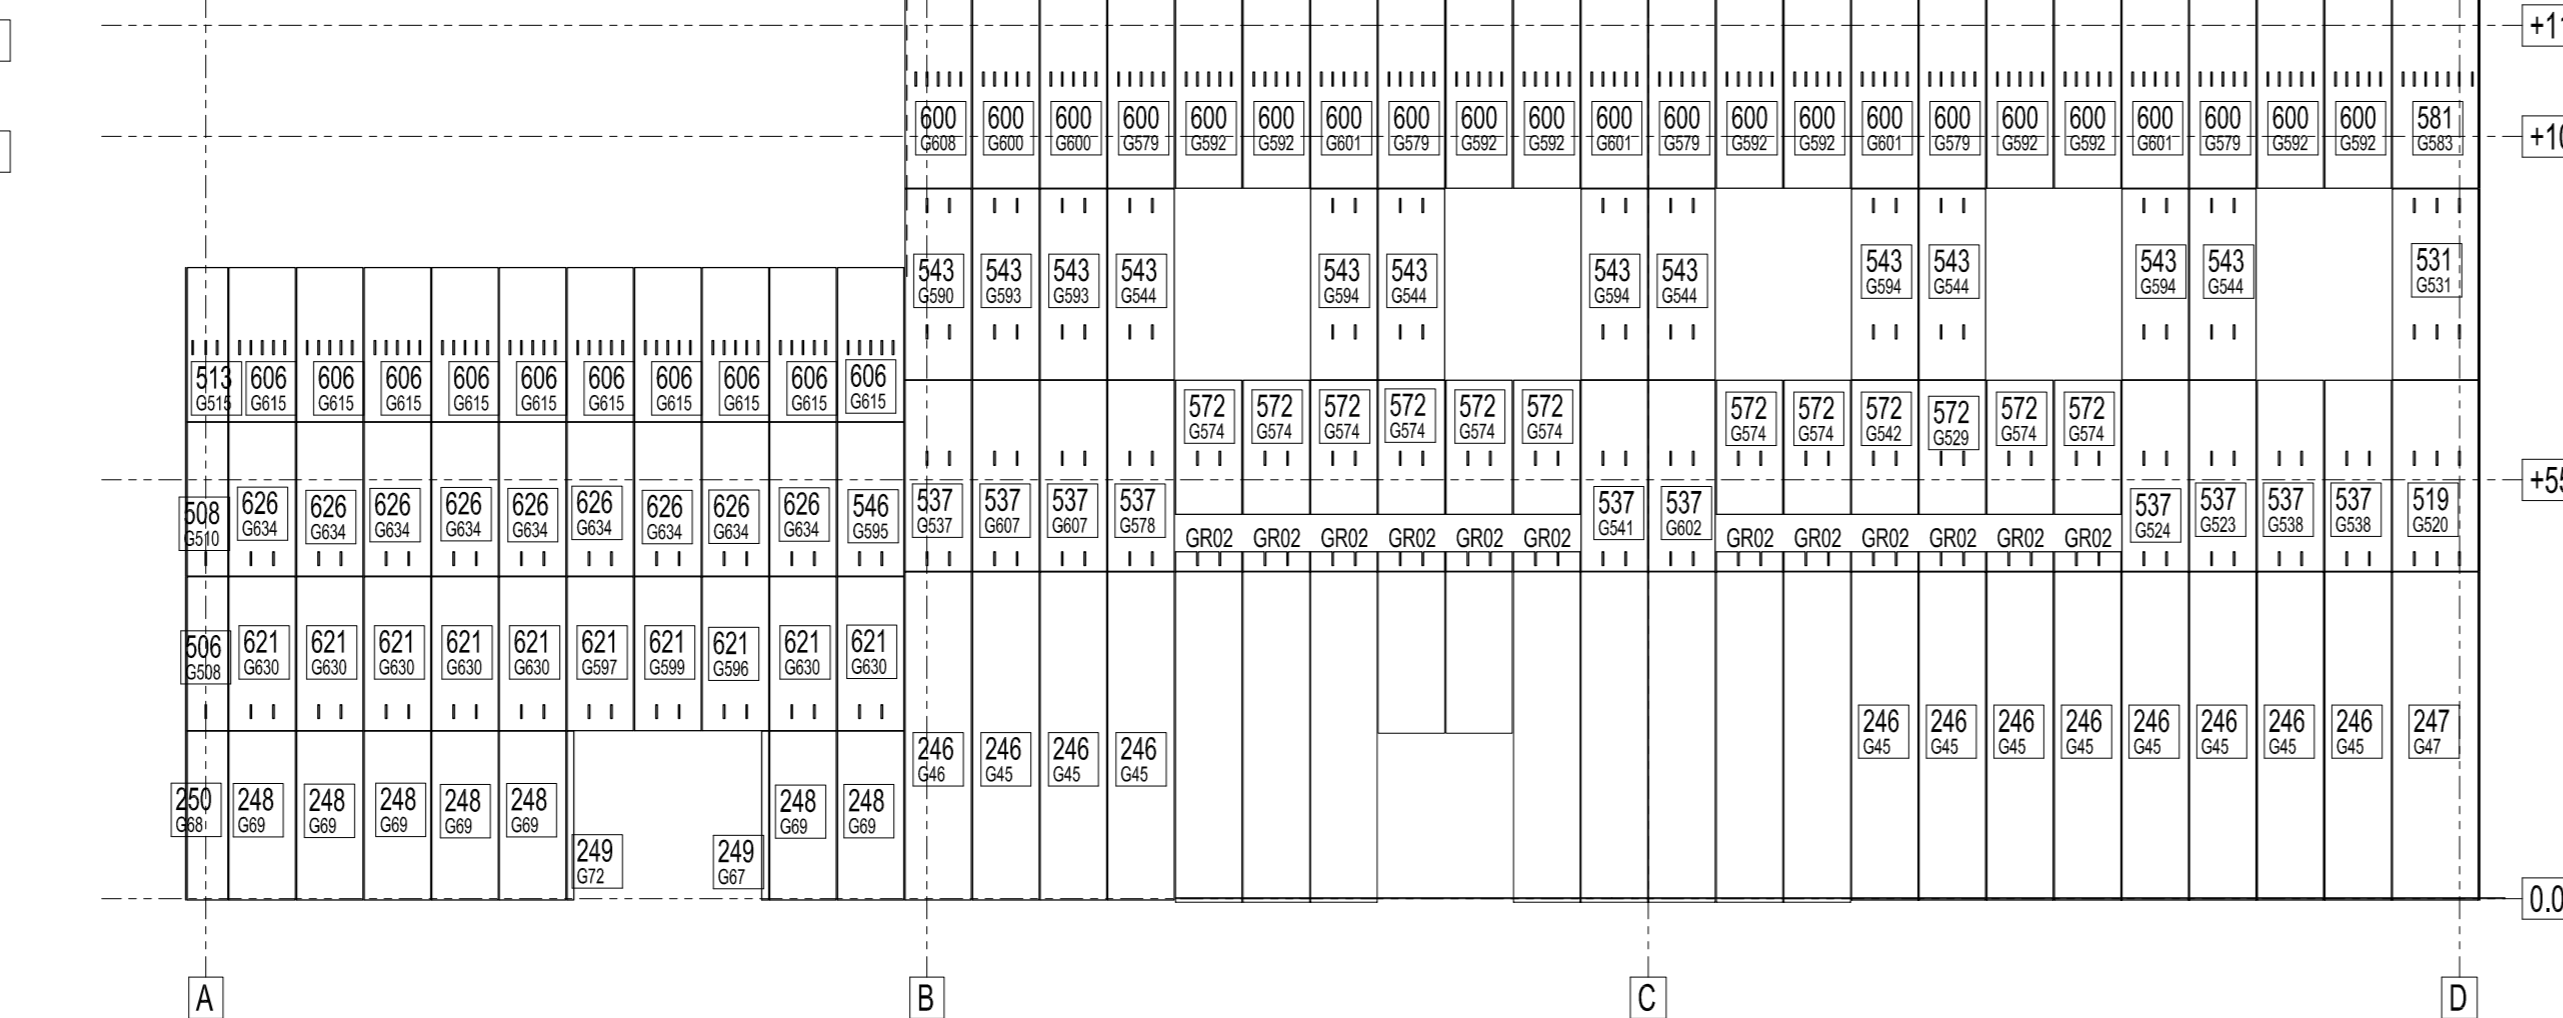 +11
600 600 600 600 600 600 600 600 600 600 600 600 600 600 600 600 600 600 600 600 600 600 581
G608 G600 G600 G579 G592 G592 G601 G579 G592 G592 G601 G579 G592 G592 G601 G579 G592 G592 G601 G579 G592 G592 G583
+10
543 543 543 543 543 543 543 543 543 543 543 543 531
G590 G593 G593 G544 G594 G544 G594 G544 G594 G544 G594 G544 G531
513 606 606 606 606 606 606 606 606 606 606
G515 G615 G615 G615 G615 G615 G615 G615 G615 G615 G615
572 572 572 572 572 572 572 572 572 572 572 572
G574 G574 G574 G574 G574 G574 G574 G574 G542 G529 G574 G574
+55
508 626 626 626 626 626 626 626 626 626 546 537 537 537 537 537 537 537 537 537 537 519
G510 G634 G634 G634 G634 G634 G634 G634 G634 G634 G595 G537 G607 G607 G578 G541 G602 G524 G523 G538 G538 G520
GR02 GR02 GR02 GR02 GR02 GR02 GR02 GR02 GR02 GR02 GR02 GR02
506 621 621 621 621 621 621 621 621 621 621
G508 G630 G630 G630 G630 G630 G597 G599 G596 G630 G630
246 246 246 246 246 246 246 246 246 246 246 246 247
G46 G45 G45 G45 G45 G45 G45 G45 G45 G45 G45 G45 G47
250 248 248 248 248 248 248 248
G68 G69 G69 G69 G69 G69 G69 G69
249 249
G72 G67
0.0
A B C D